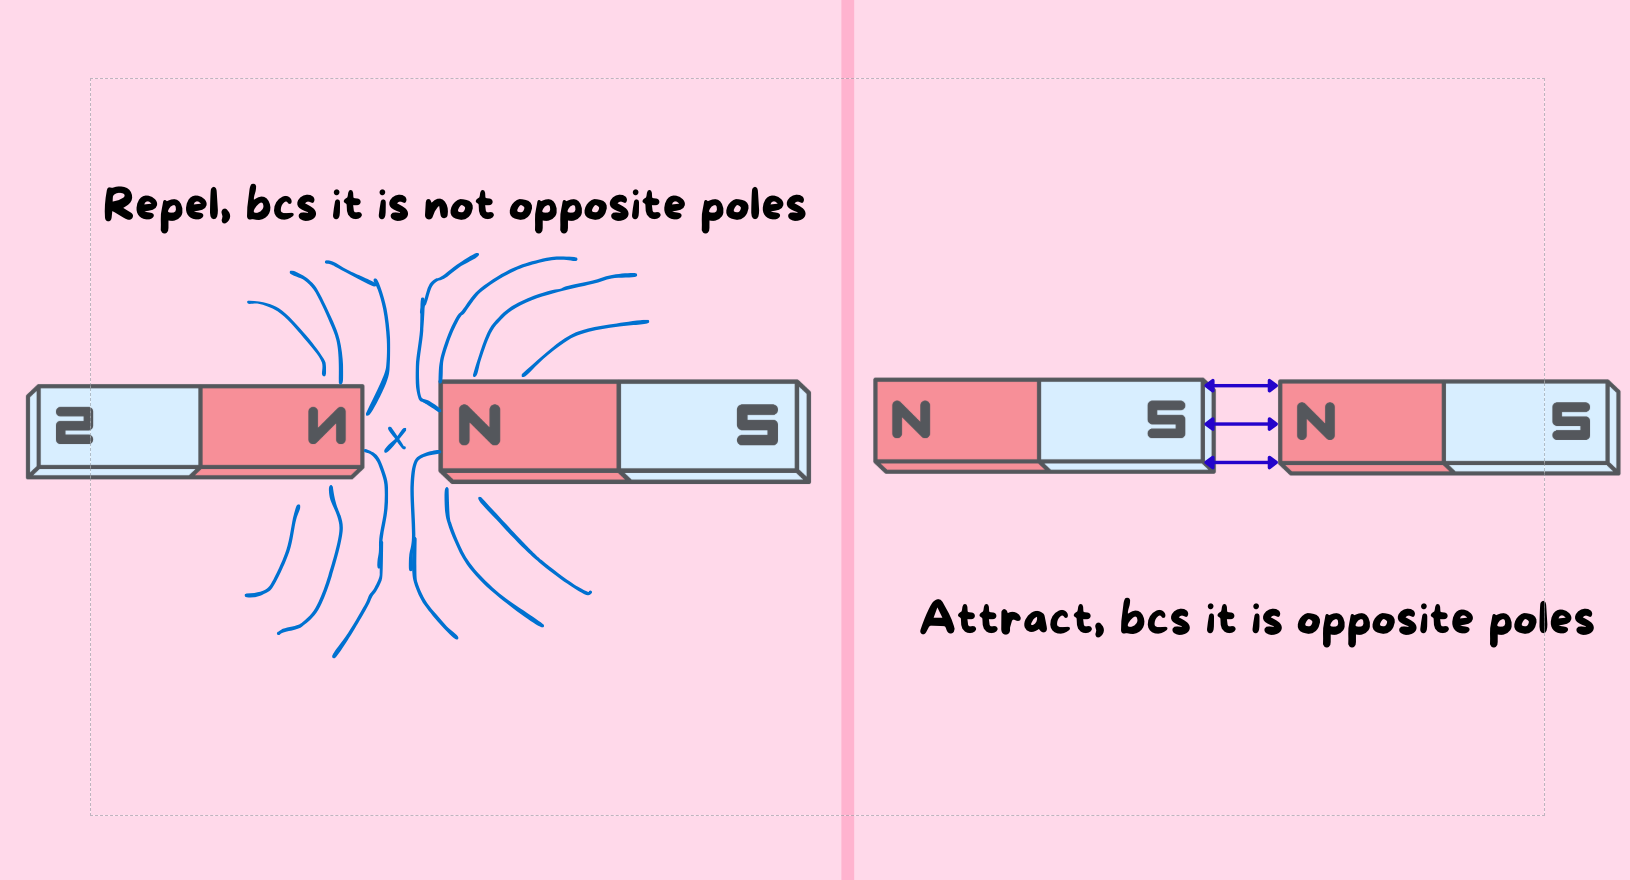 Repel, bcs it is not opposite poles
S N
x
N S
N S
N S
Attract, bcs it is opposite poles